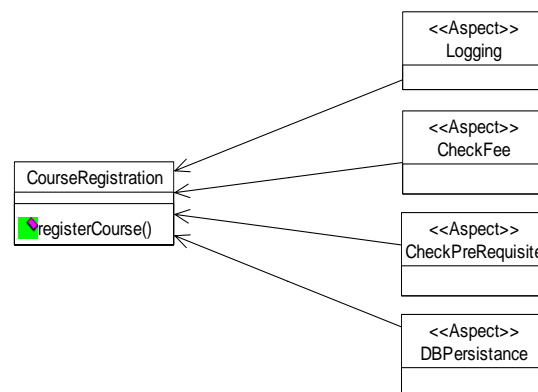 <<Aspect>>
Logging
<<Aspect>>
CheckFee
CourseRegistration
registerCourse()
<<Aspect>>
CheckPreRequisite
<<Aspect>>
DBPersistance